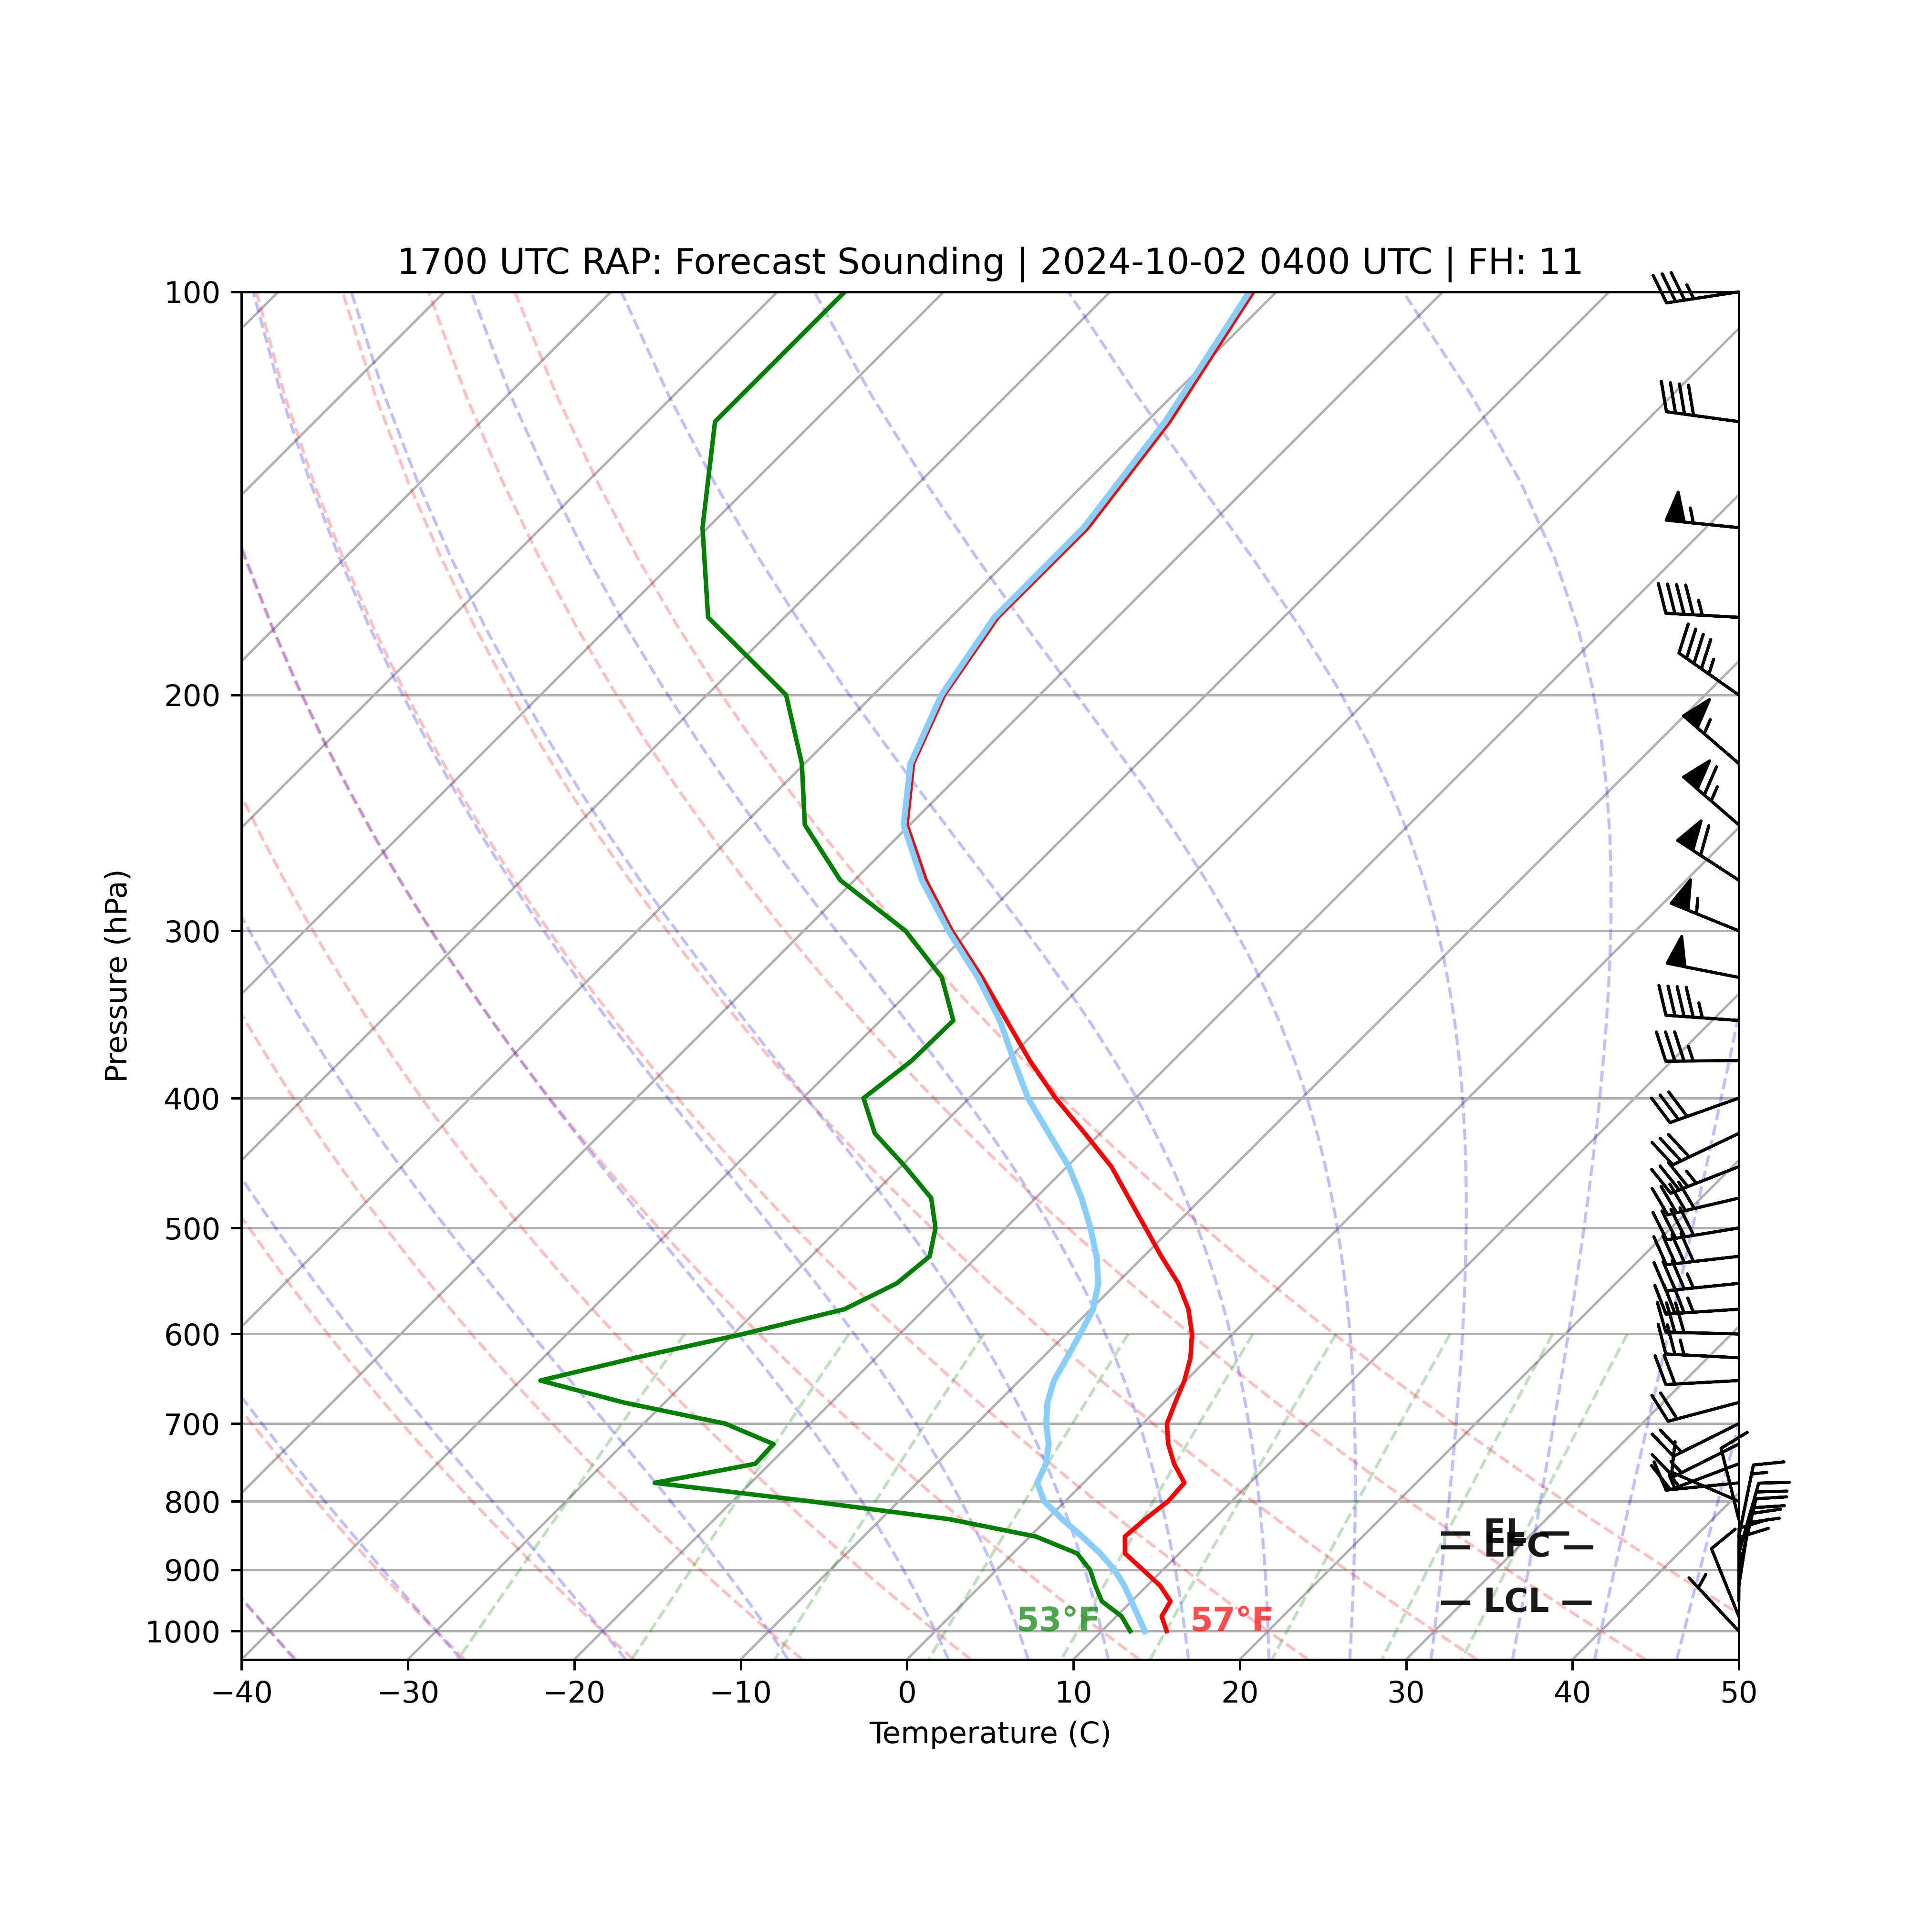 1700 UTC RAP: Forecast Sounding | 2024-10-02 0400 UTC | FH: 11
100
200
300
400
500
600
700
800
900
1000
Pressure (hPa)
— EL —
— LFC —
— LCL —
53°F 57°F
−40 −30 −20 −10 0 10 20 30 40 50
Temperature (C)